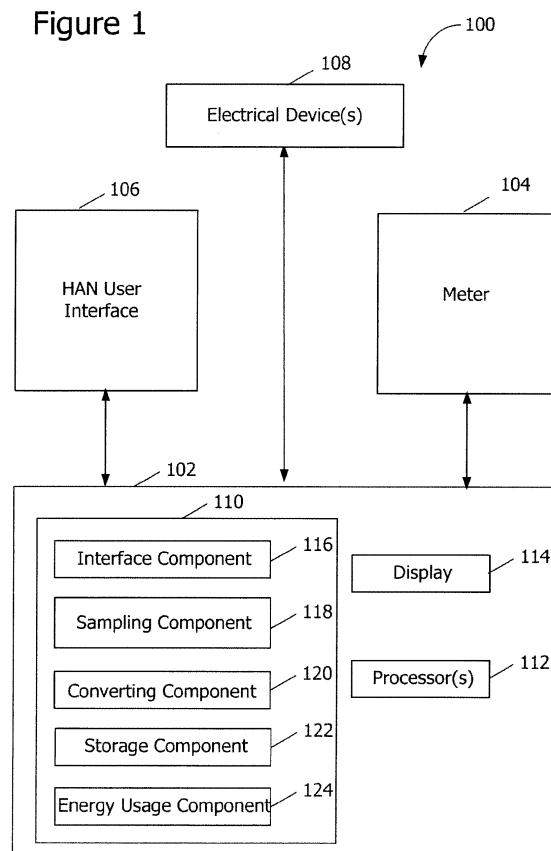 Figure 1
100
108
Electrical Device(s)
106
104
HAN User
Interface
Meter
102
110
Interface Component
116
Display
114
Sampling Component
118
Converting Component
120
Processor(s)
112
Storage Component
122
Energy Usage Component
124